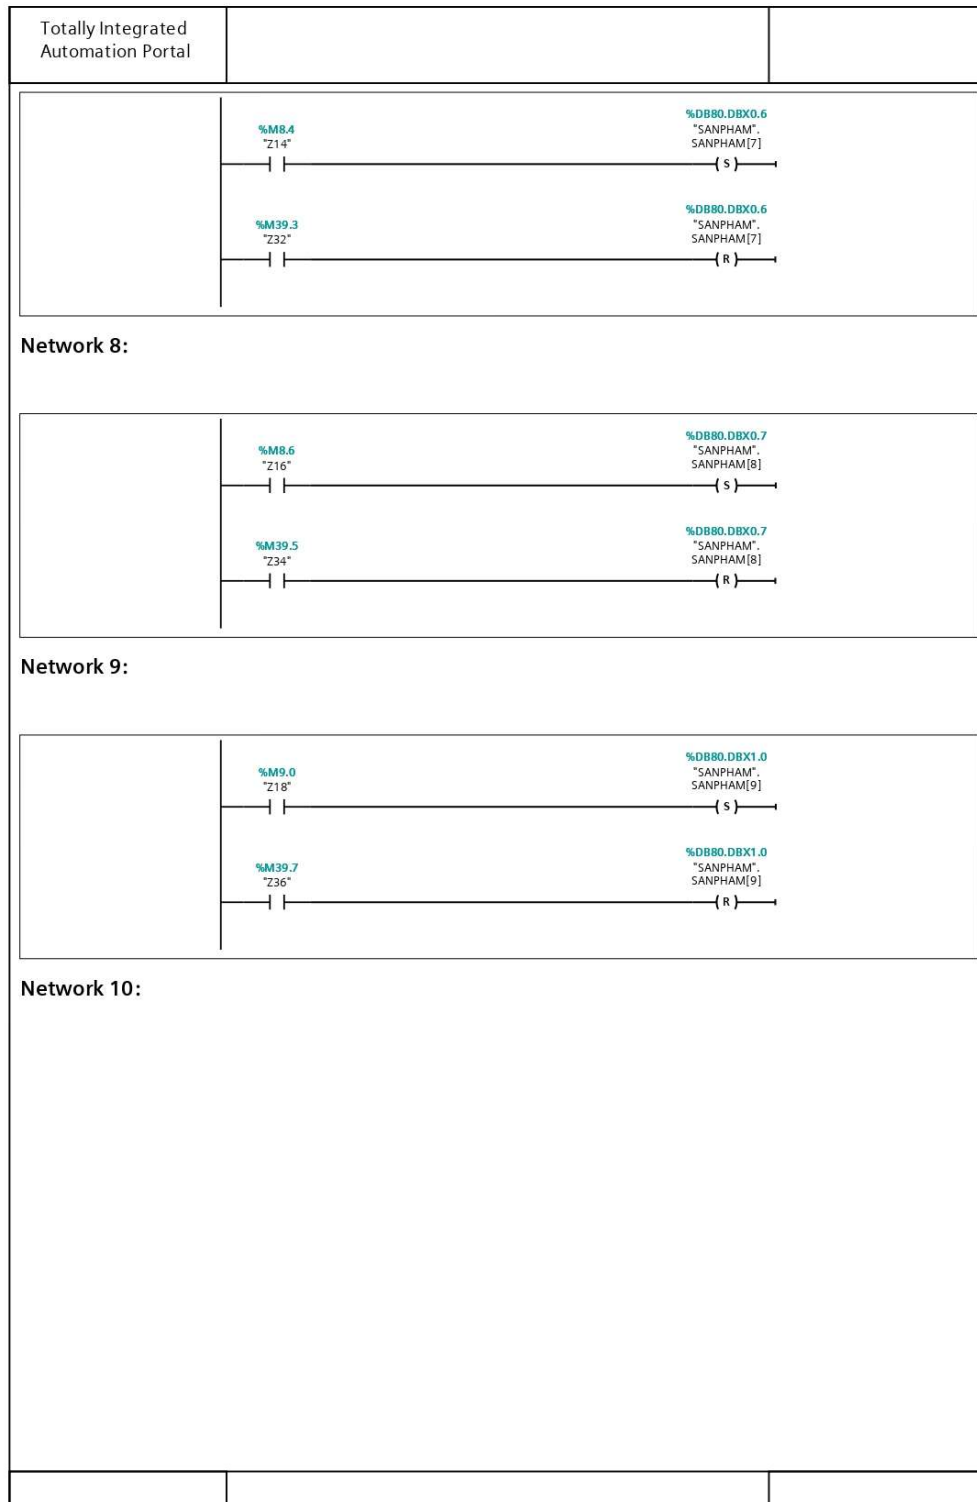 Totally Integrated
Automation Portal
%M8.4
"Z14"
%DB80.DBX0.6
"SANPHAM".
SANPHAM[7]
S
%M39.3
"Z32"
%DB80.DBX0.6
"SANPHAM".
SANPHAM[7]
R
Network 8:
%M8.6
"Z16"
%DB80.DBX0.7
"SANPHAM".
SANPHAM[8]
S
%M39.5
"Z34"
%DB80.DBX0.7
"SANPHAM".
SANPHAM[8]
R
Network 9:
%M9.0
"Z18"
%DB80.DBX1.0
"SANPHAM".
SANPHAM[9]
S
%M39.7
"Z36"
%DB80.DBX1.0
"SANPHAM".
SANPHAM[9]
R
Network 10: